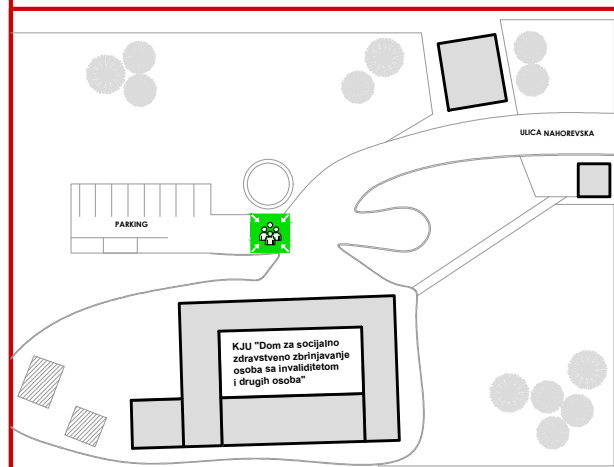 ULICA NAHOREVSKA
PARKING
KJU "Dom za socijalno
zdravstveno zbrinjavanje
osoba sa invaliditetom
i drugih osoba"